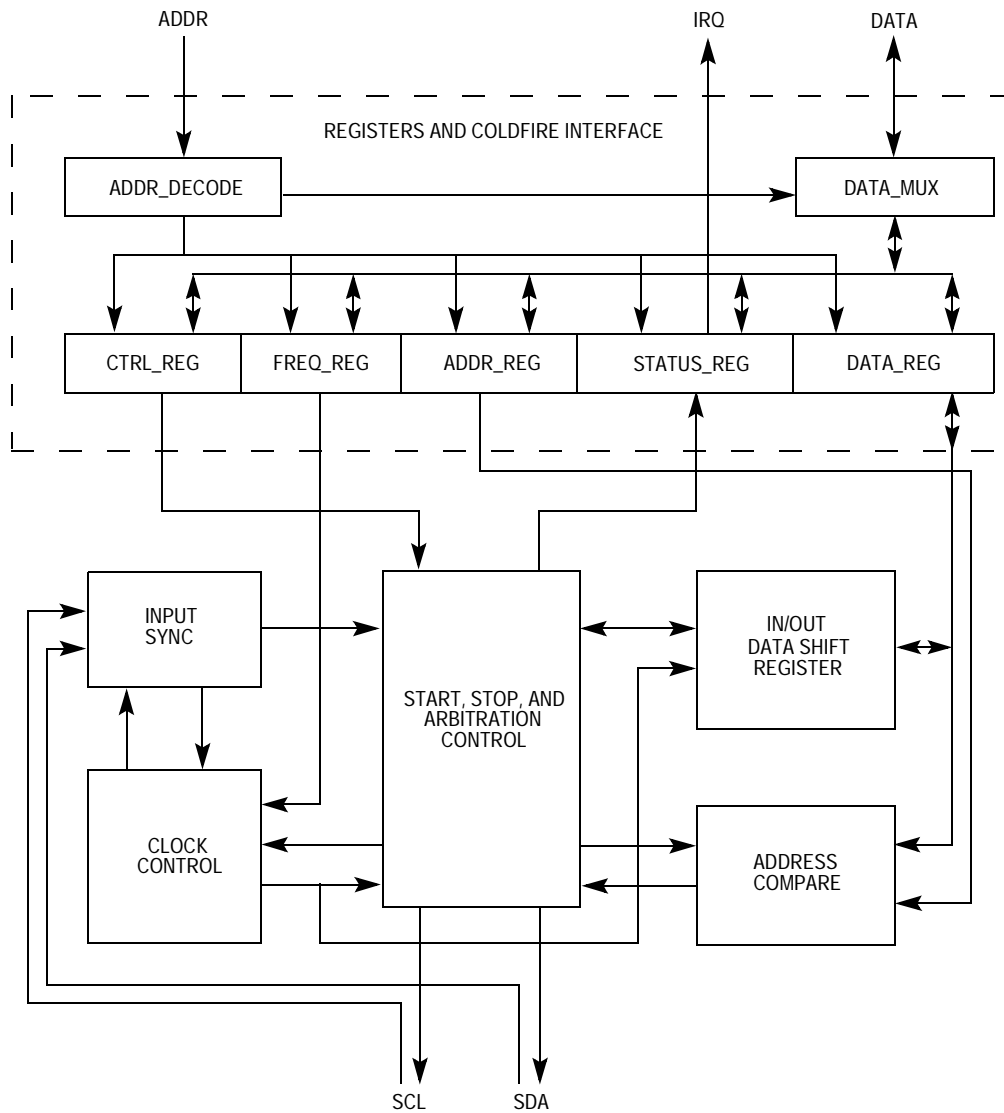 ADDR
IRQ
DATA
REGISTERS AND COLDFIRE INTERFACE
ADDR_DECODE
DATA_MUX
CTRL_REG
FREQ_REG
ADDR_REG
STATUS_REG
DATA_REG
INPUT
SYNC
IN/OUT
DATA SHIFT
REGISTER
START, STOP, AND
ARBITRATION
CONTROL
CLOCK
CONTROL
ADDRESS
COMPARE
SCL
SDA